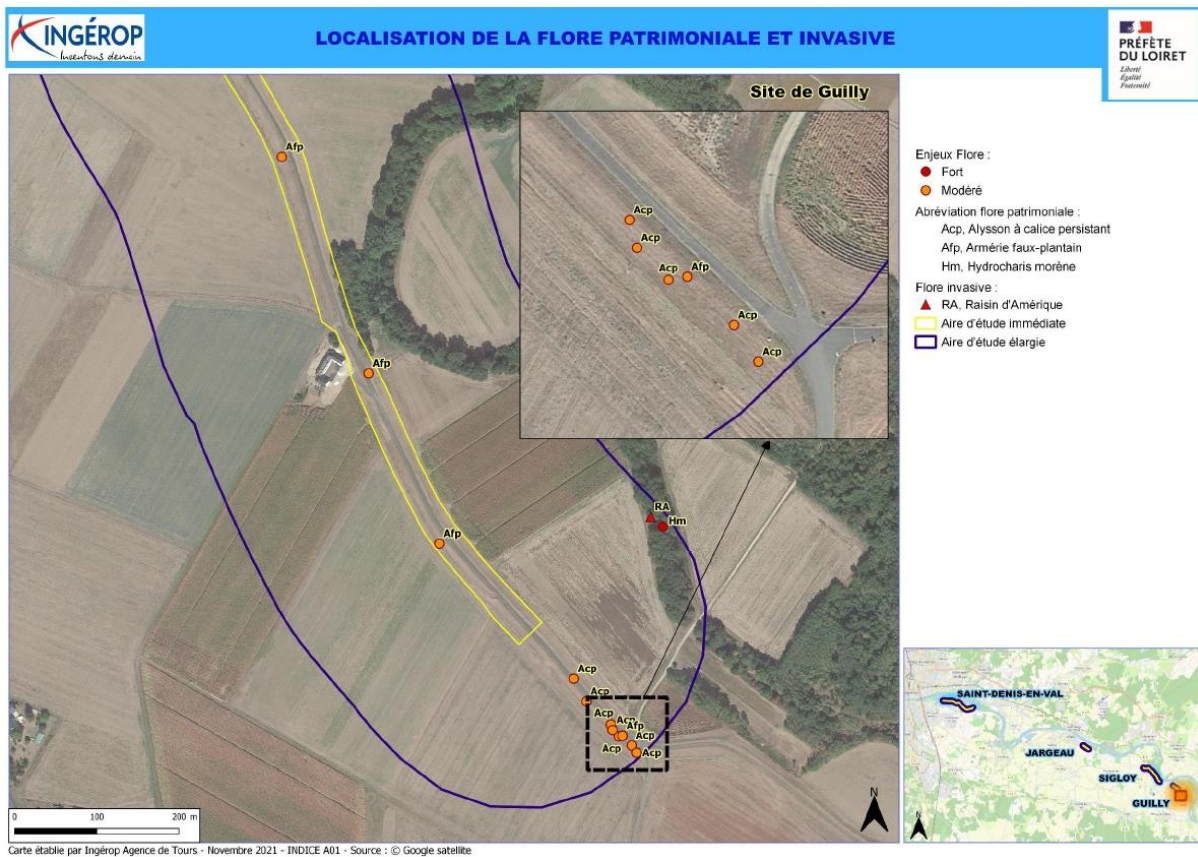 INGÉROP
Inventons demain
LOCALISATION DE LA FLORE PATRIMONIALE ET INVASIVE
PRÉFÈTE
DU LOIRET
Liberté
Égalité
Fraternité
Site de Guilly
Afp
Acp
Acp
Acp
Afp
Acp
Acp
Afp
RA
Hm
Afp
Acp
Acp
Acp
Acp
Afp
Acp
Acp
Acp
0
100
200 m
N
Enjeux Flore :
Fort
Modéré
Abréviation flore patrimoniale :
Acp, Alysson à calice persistant
Afp, Armérie faux-plantain
Hm, Hydrocharis morène
Flore invasive :
RA, Raisin d'Amérique
Aire d'étude immédiate
Aire d'étude élargie
SAINT-DENIS-EN-VAL
JARGEAU
SIGLOY
GUILLY
N
Carte établie par Ingérop Agence de Tours - Novembre 2021 - INDICE A01 - Source : © Google satellite